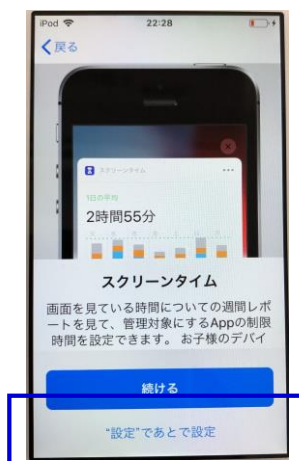 iPod 22:28
戻る
スクリーンタイム
1日の平均
2時間55分
スクリーンタイム
画面を見ている時間についての週間レポ
ートを見て、管理対象にするAppの制限
時間を設定できます。お子様のデバイ
続ける
"設定"であとで設定